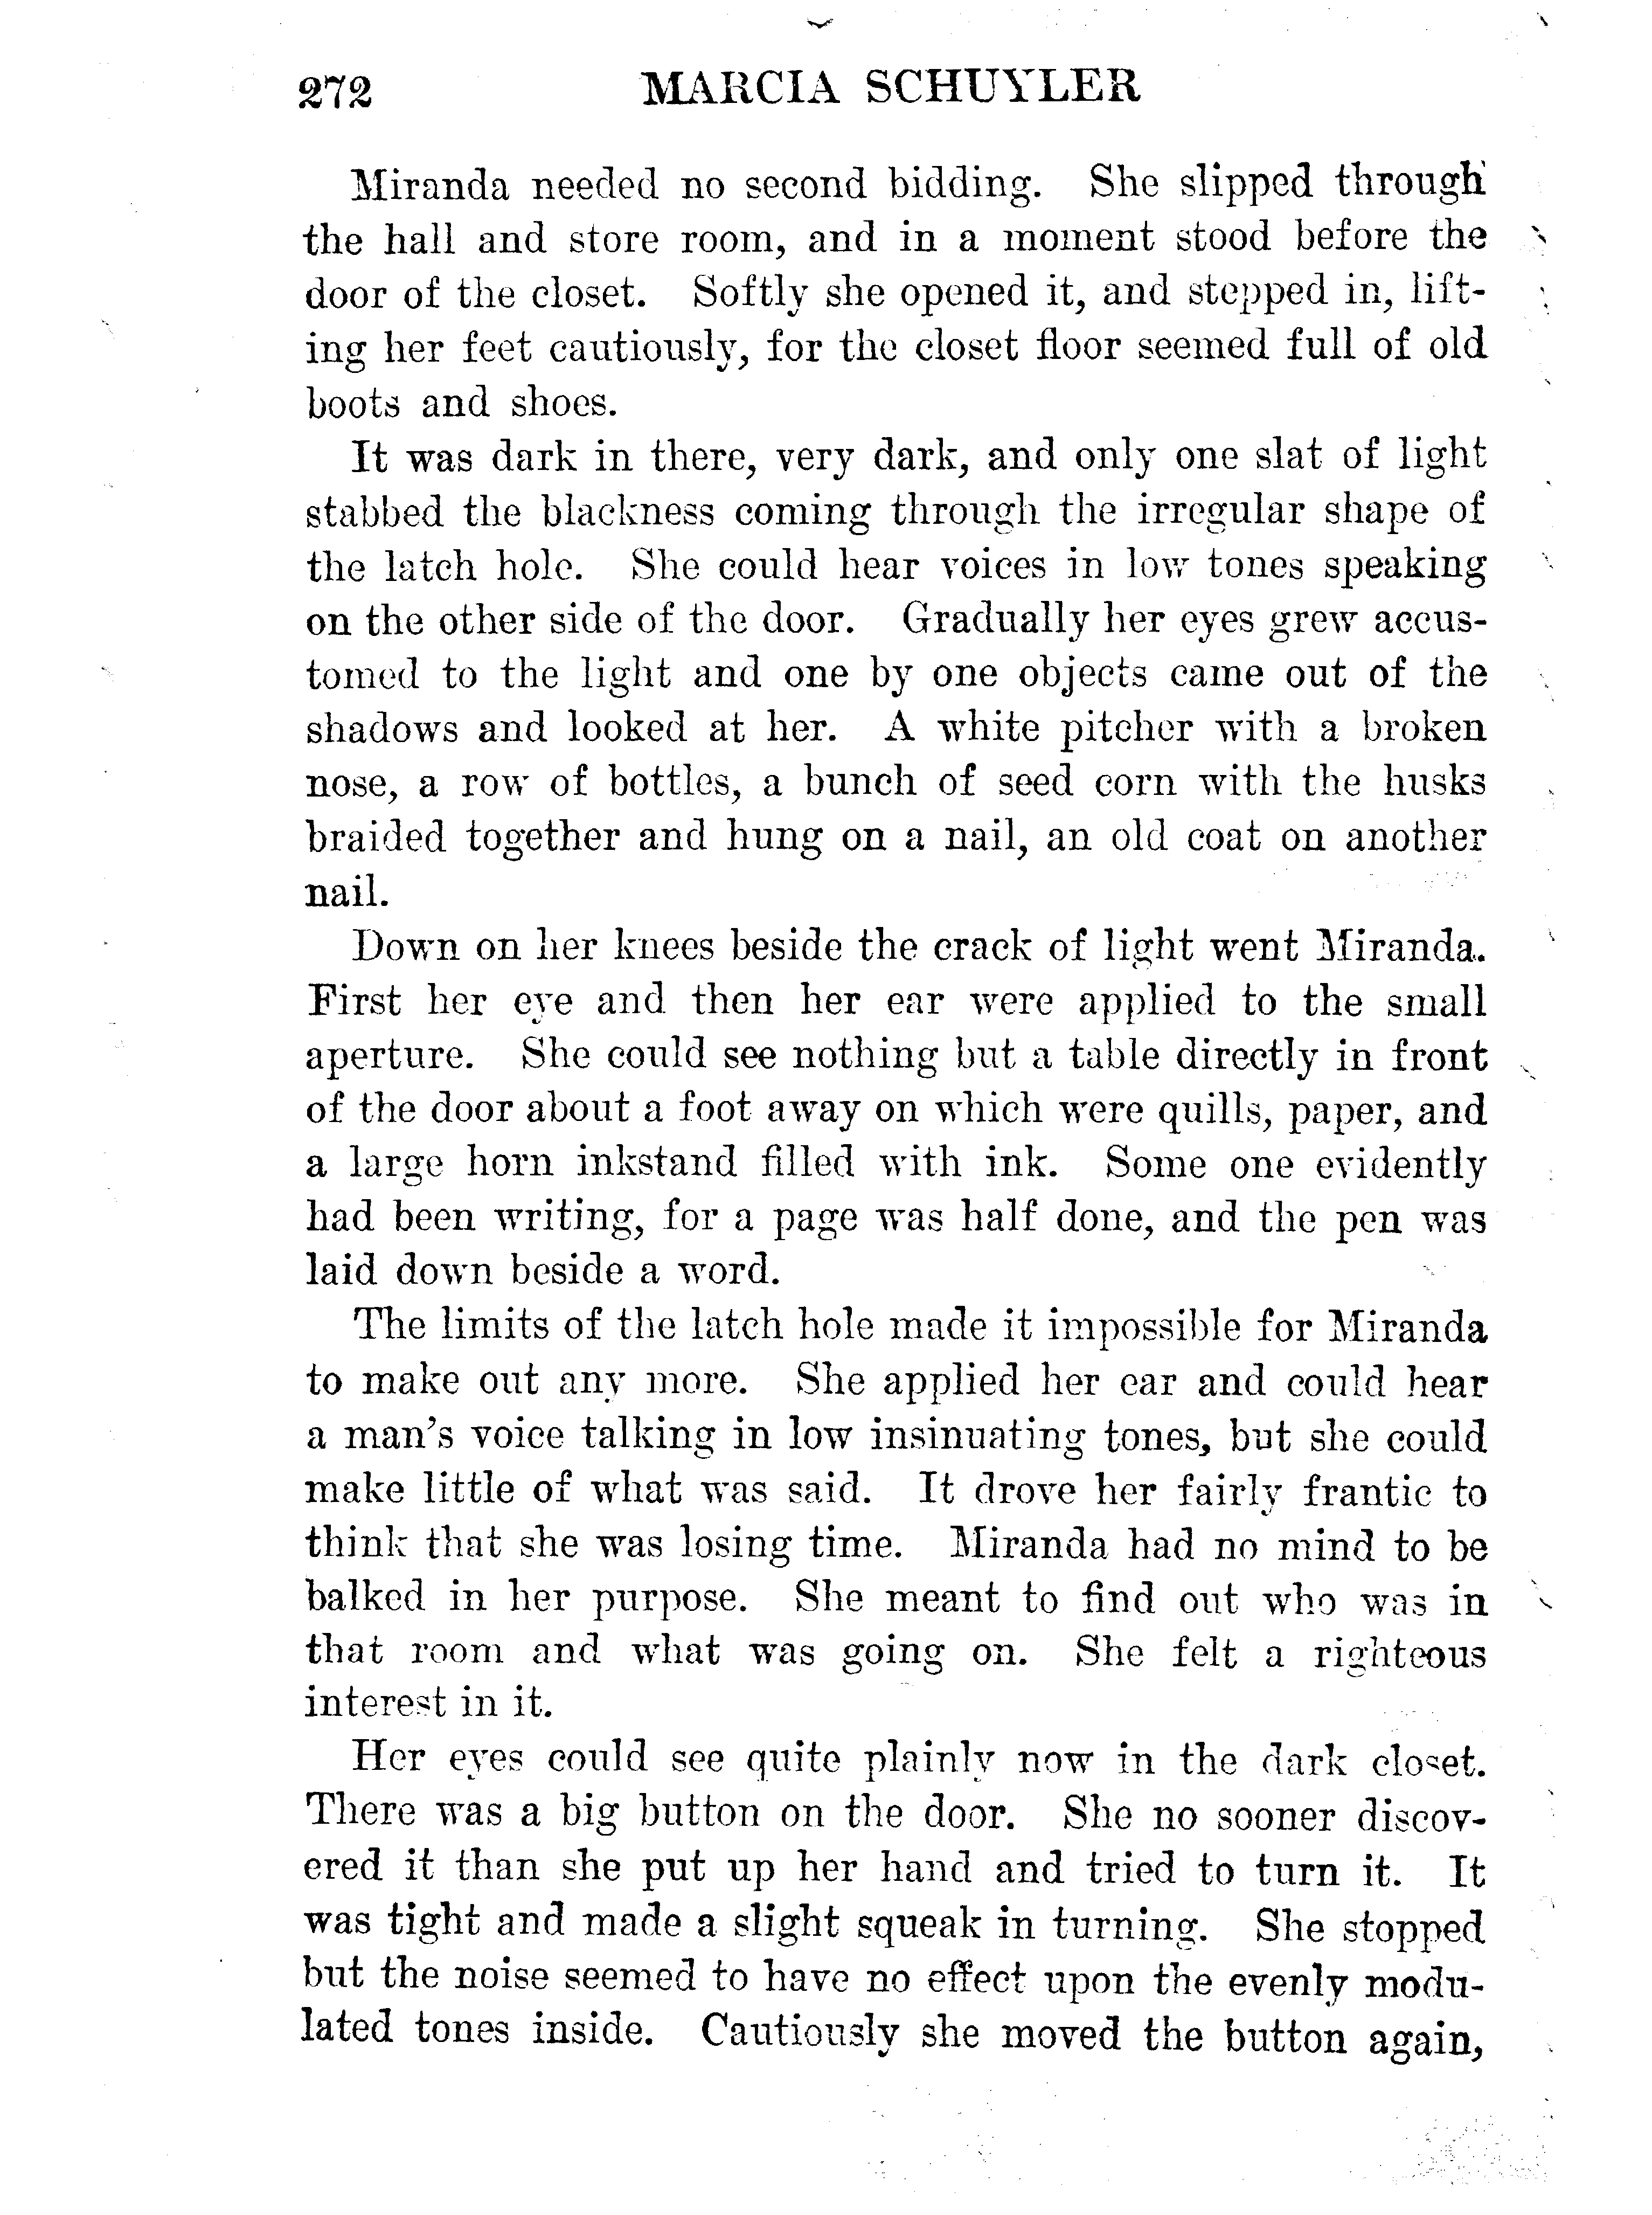 272 MARCIA SCHUYLER
Miranda needed no second bidding. She slipped through
the hall and store room, and in a moment stood before the
door of the closet. Softly she opened it, and stepped in, lift-
ing her feet cautiously, for the closet floor seemed full of old
boots and shoes.
It was dark in there, very dark, and only one slat of light
stabbed the blackness coming through the irregular shape of
the latch hole. She could hear voices in low tones speaking
on the other side of the door. Gradually her eyes grew accus-
tomed to the light and one by one objects came out of the
shadows and looked at her. A white pitcher with a broken
nose, a row of bottles, a bunch of seed corn with the husks
braided together and hung on a nail, an old coat on another
nail.
Down on her knees beside the crack of light went Miranda.
First her eye and then her ear were applied to the small
aperture. She could see nothing but a table directly in front
of the door about a foot away on which were quills, paper, and
a large horn inkstand filled with ink. Some one evidently
had been writing, for a page was half done, and the pen was
laid down beside a word.
The limits of the latch hole made it impossible for Miranda
to make out any more. She applied her ear and could hear
a man's voice talking in low insinuating tones, but she could
make little of what was said. It drove her fairly frantic to
think that she was losing time. Miranda had no mind to be
balked in her purpose. She meant to find out who was in
that room and what was going on. She felt a righteous
interest in it.
Her eyes could see quite plainly now in the dark closet.
There was a big button on the door. She no sooner discov-
ered it than she put up her hand and tried to turn it. It
was tight and made a slight squeak in turning. She stopped
but the noise seemed to have no effect upon the evenly modu-
lated tones inside. Cautiously she moved the button again,